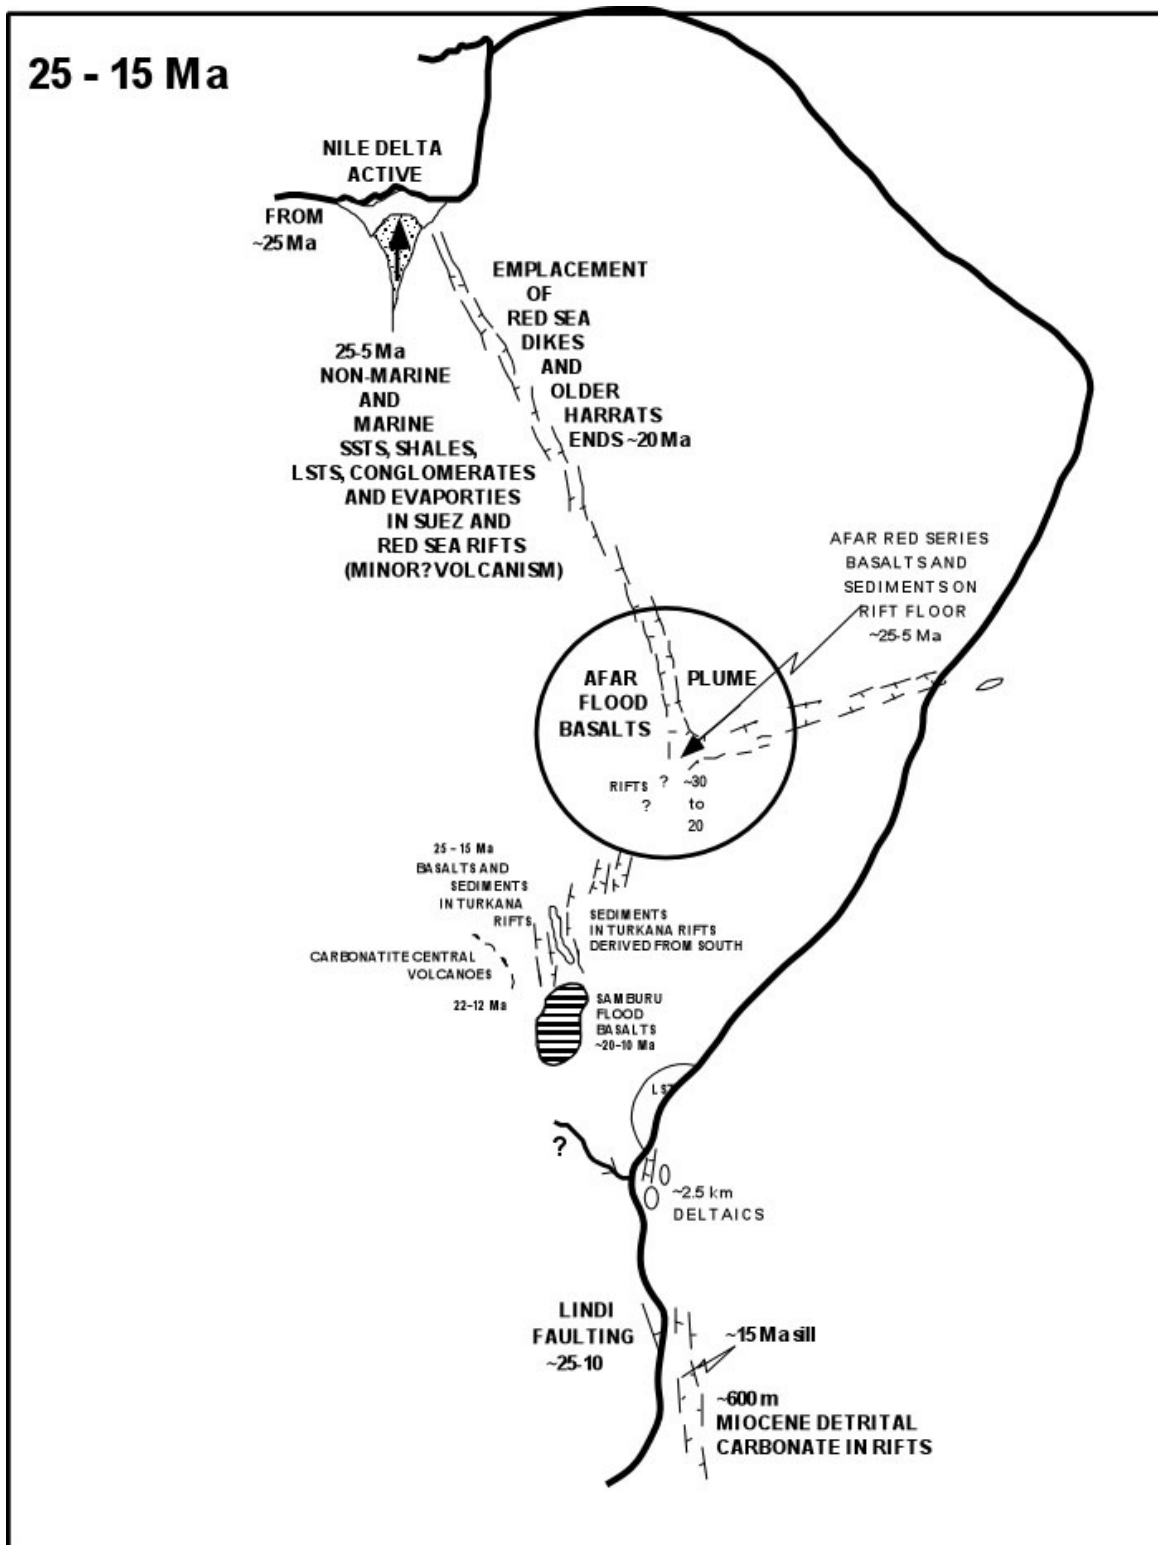 25 - 15 Ma
NILE DELTA
ACTIVE
FROM
~25 Ma
EMPLACEMENT
OF
RED SEA
DIKES
AND
OLDER
HARRATS
ENDS ~20 Ma
25-5 Ma
NON-MARINE
AND
MARINE
SSTS, SHALES,
LSTS, CONGLOMERATES
AND EVAPORTIES
IN SUEZ AND
RED SEA RIFTS
(MINOR? VOLCANISM)
AFAR RED SERIES
BASALTS AND
SEDIMENTS ON
RIFT FLOOR
~25-5 Ma
AFAR PLUME
FLOOD
BASALTS
RIFTS ? ~30
? to
20
25 - 15 Ma
BASALTS AND
SEDIMENTS
IN TURKANA
RIFTS
SEDIMENTS
IN TURKANA RIFTS
DERIVED FROM SOUTH
CARBONATITE CENTRAL
VOLCANOES
22-12 Ma
SAMBURU
FLOOD
BASALTS
~20-10 Ma
LST
?
~2.5 km
DELTAICS
LINDI
FAULTING
~25-10
~15 Ma sill
~600 m
MIOCENE DETRITAL
CARBONATE IN RIFTS